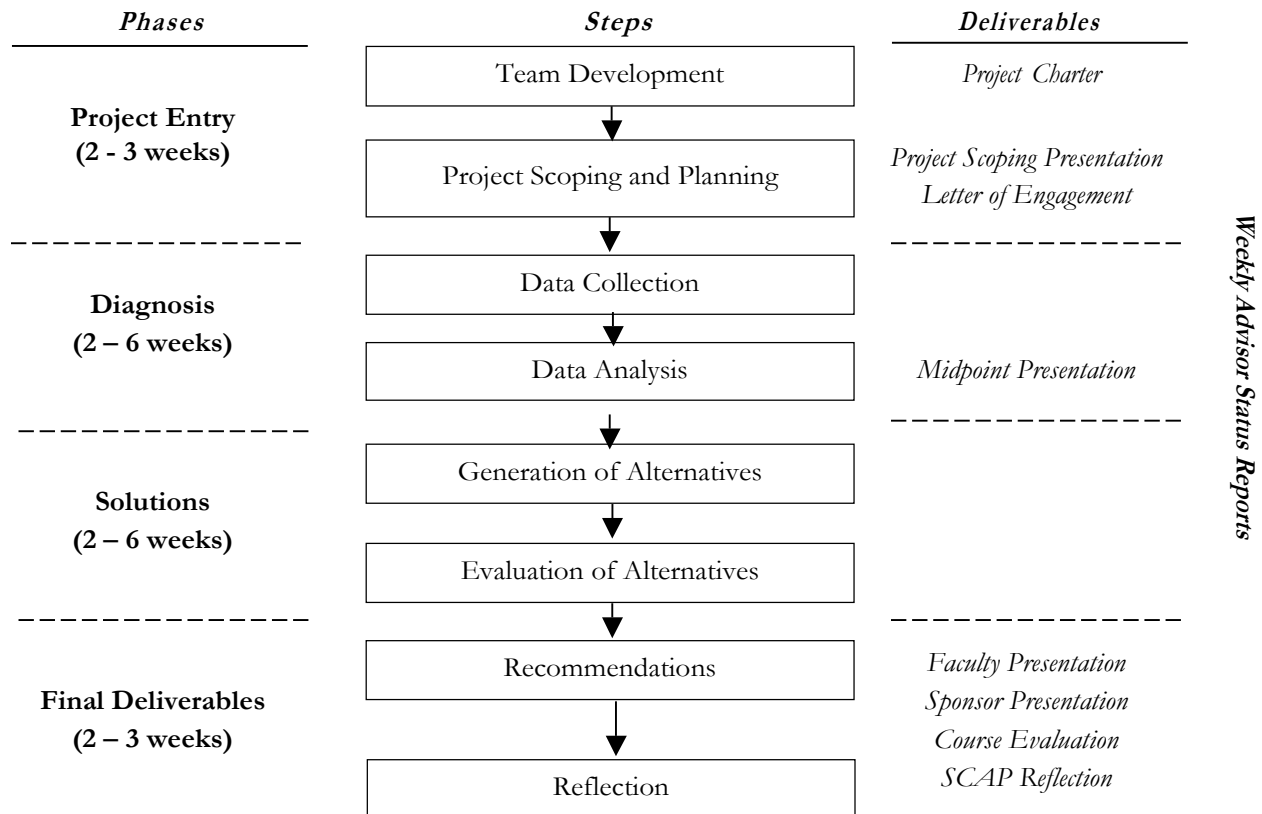 Phases
Steps
Deliverables
Team Development
Project Charter
Project Entry
(2 - 3 weeks)
Project Scoping and Planning
Project Scoping Presentation
Letter of Engagement
Data Collection
Diagnosis
(2 – 6 weeks)
Data Analysis
Midpoint Presentation
Generation of Alternatives
Solutions
(2 – 6 weeks)
Evaluation of Alternatives
Recommendations
Faculty Presentation
Final Deliverables
(2 – 3 weeks)
Sponsor Presentation
Course Evaluation
SCAP Reflection
Reflection
Weekly Advisor Status Reports